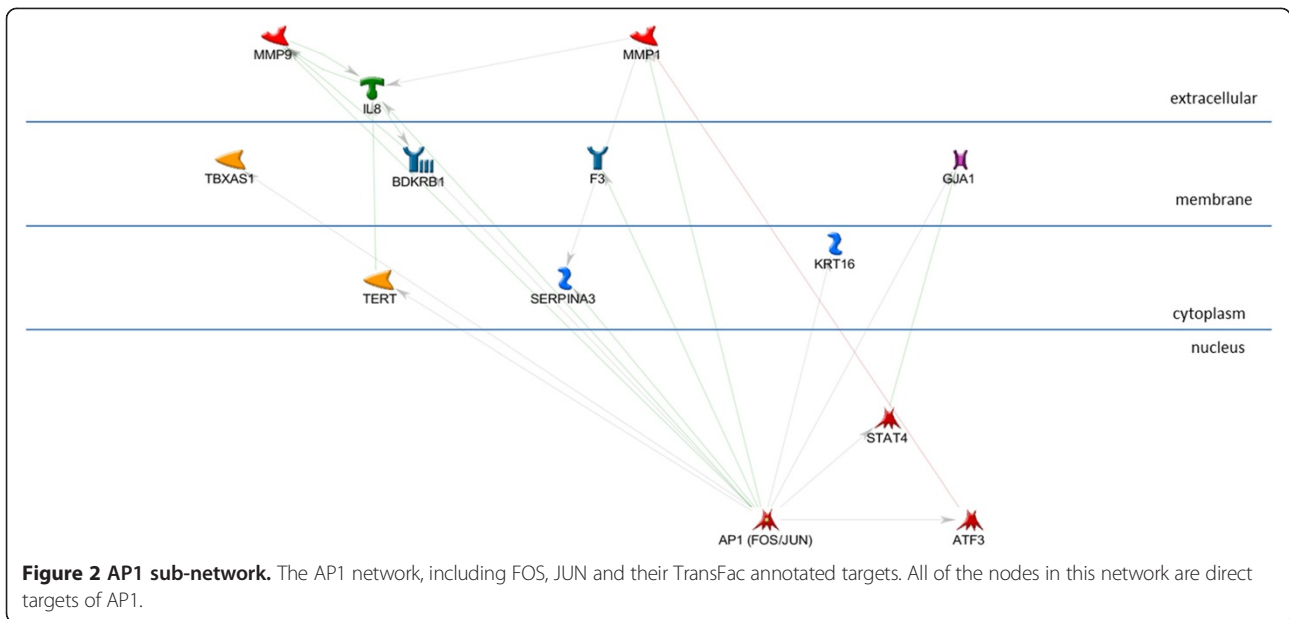 MMP9
MMP1
IL8
extracellular
TBXAS1
BDKRB1
F3
GJA1
membrane
KRT16
TERT
SERPINA3
cytoplasm
nucleus
STAT4
AP1 (FOS/JUN)
ATF3
Figure 2 AP1 sub-network. The AP1 network, including FOS, JUN and their TransFac annotated targets. All of the nodes in this network are direct
targets of AP1.